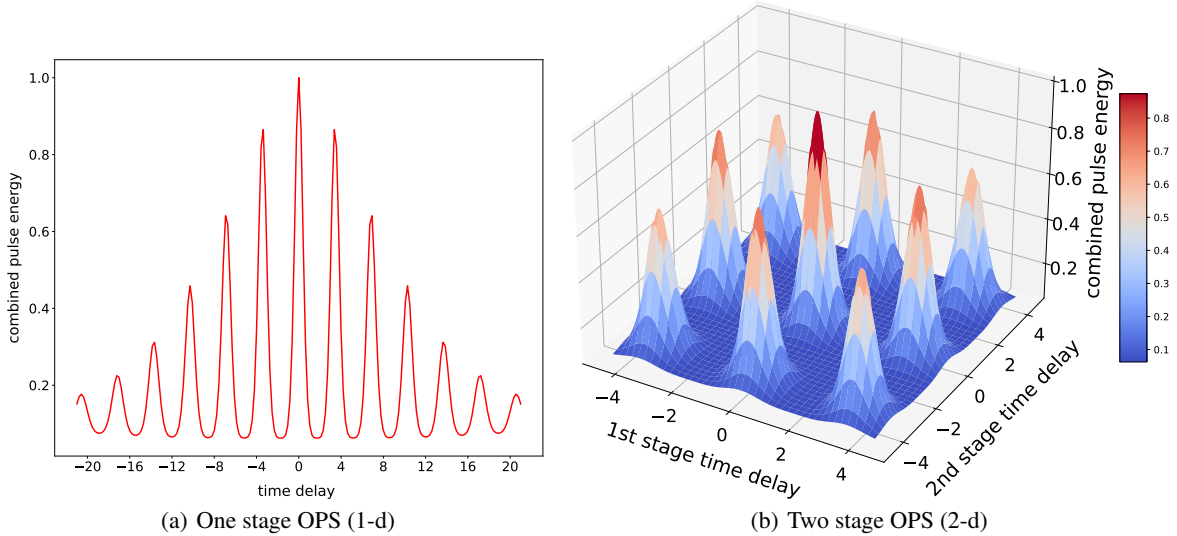 1.0
0.8
0.6
0.4
0.2
combined pulse energy
−20 −16 −12 −8 −4 0 4 8 12 16 20
time delay
(a) One stage OPS (1-d)
1.0
0.8
0.6
0.4
0.2
combined pulse energy
−4 −2 0 2 4
1st stage time delay
−4 −2 0 2 4
2nd stage time delay
0.8
0.7
0.6
0.5
0.4
0.3
0.2
0.1
(b) Two stage OPS (2-d)